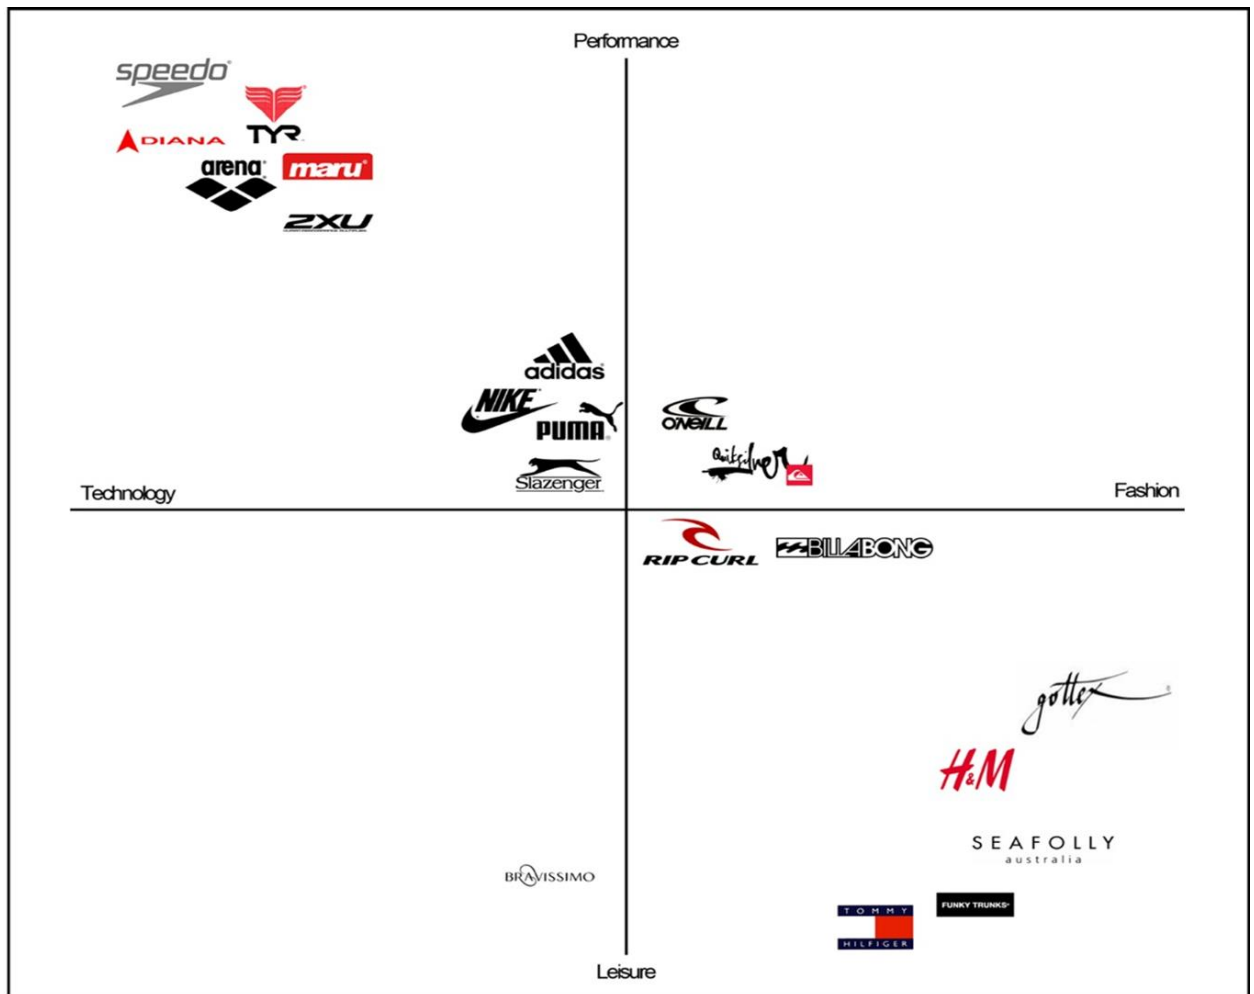 Performance
speedo®
TYR
DIANA
arena®
maru®
2XU
adidas
NIKE
PUMA®
O'NEILL
Quiksilver
Slazenger
Technology
Fashion
RIP CURL
BILLABONG
gottex®
H&M
SEAFOLLY
australia
BRAVISSIMO
FUNKY TRUNKS®
TOMMY
HILFIGER
Leisure